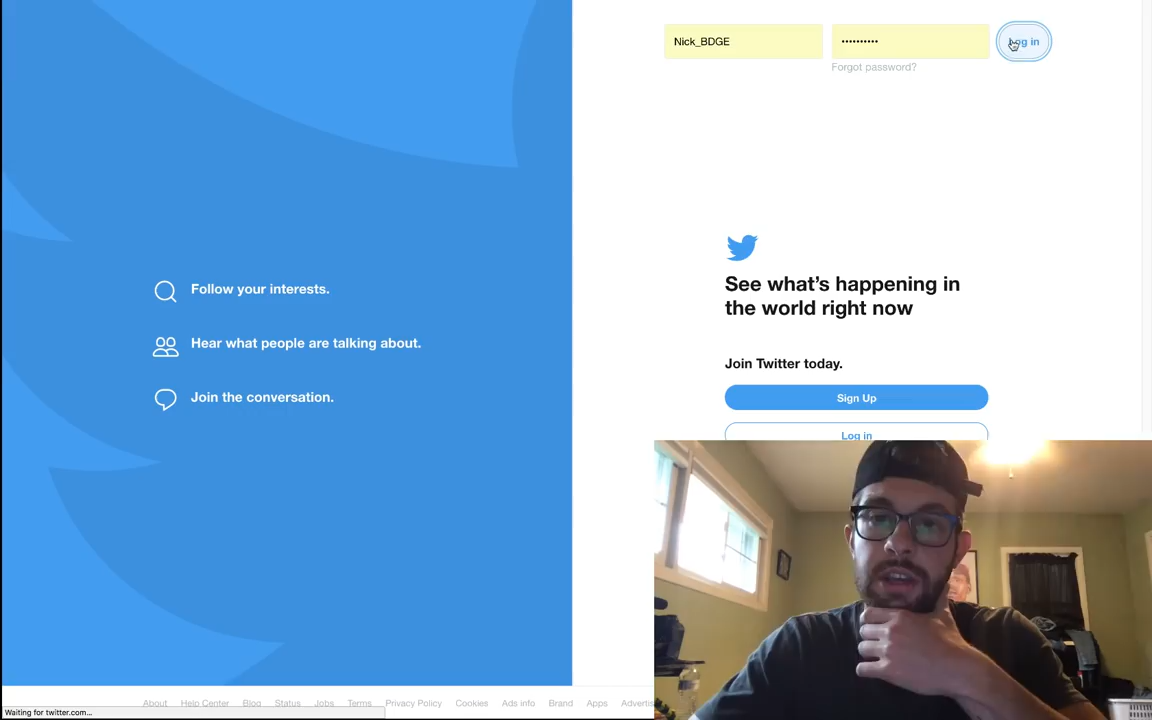 Nick_BDGE
••••••••••
Log in
Forgot password?
Follow your interests.
Hear what people are talking about.
Join the conversation.
See what's happening in
the world right now
Join Twitter today.
Sign Up
Log in
About Help Center Blog Status Jobs Terms Privacy Policy Cookies Ads info Brand Apps
Waiting for twitter.com...